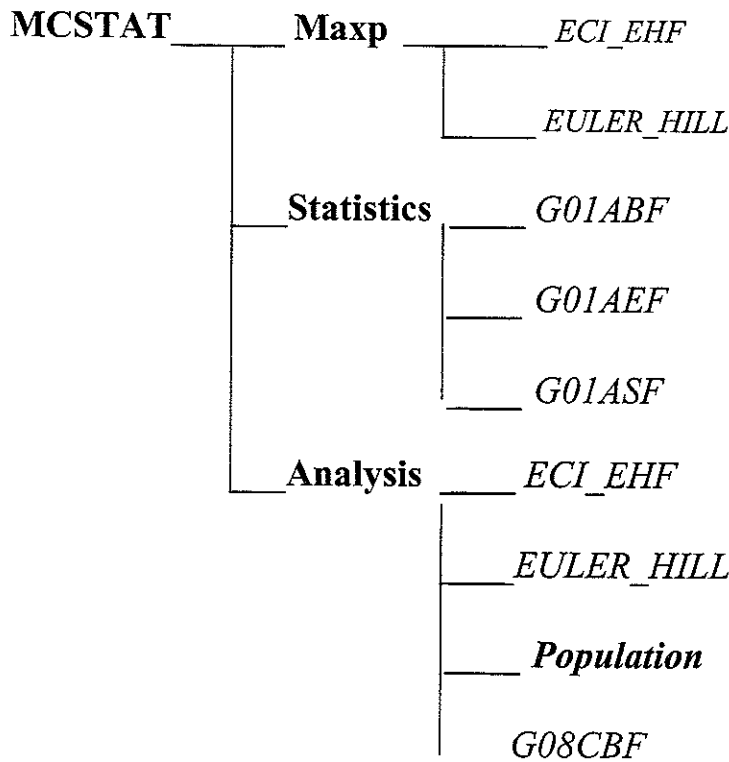 MCSTAT Maxp ECI_EHF
EULER_HILL
Statistics G01ABF
G01AEF
G01ASF
Analysis ECI_EHF
EULER_HILL
Population
G08CBF